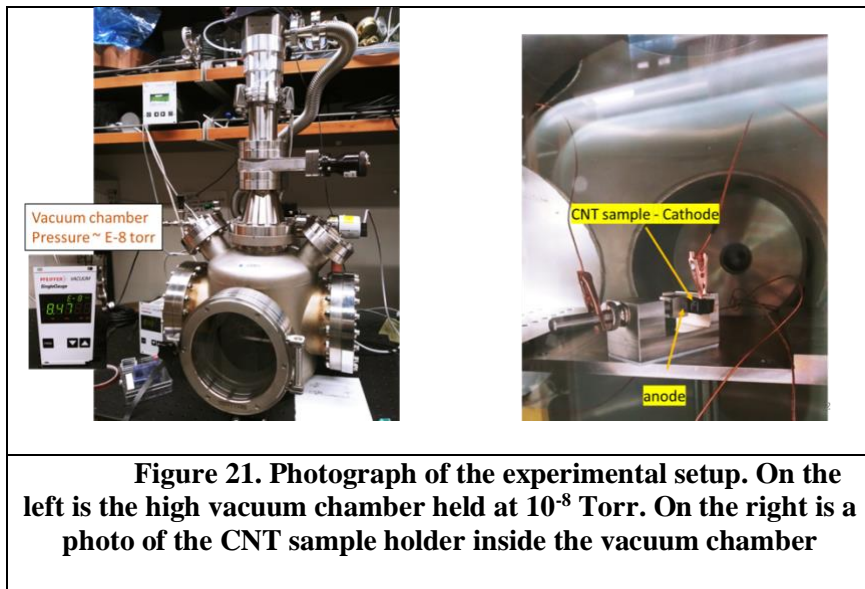 Vacuum chamber
Pressure ~ E-8 torr
PFEIFFER VACUUM
SingleGauge
E-8
8.47
CNT sample - Cathode
anode
2
Figure 21. Photograph of the experimental setup. On the
left is the high vacuum chamber held at 10⁻⁸ Torr. On the right is a
photo of the CNT sample holder inside the vacuum chamber